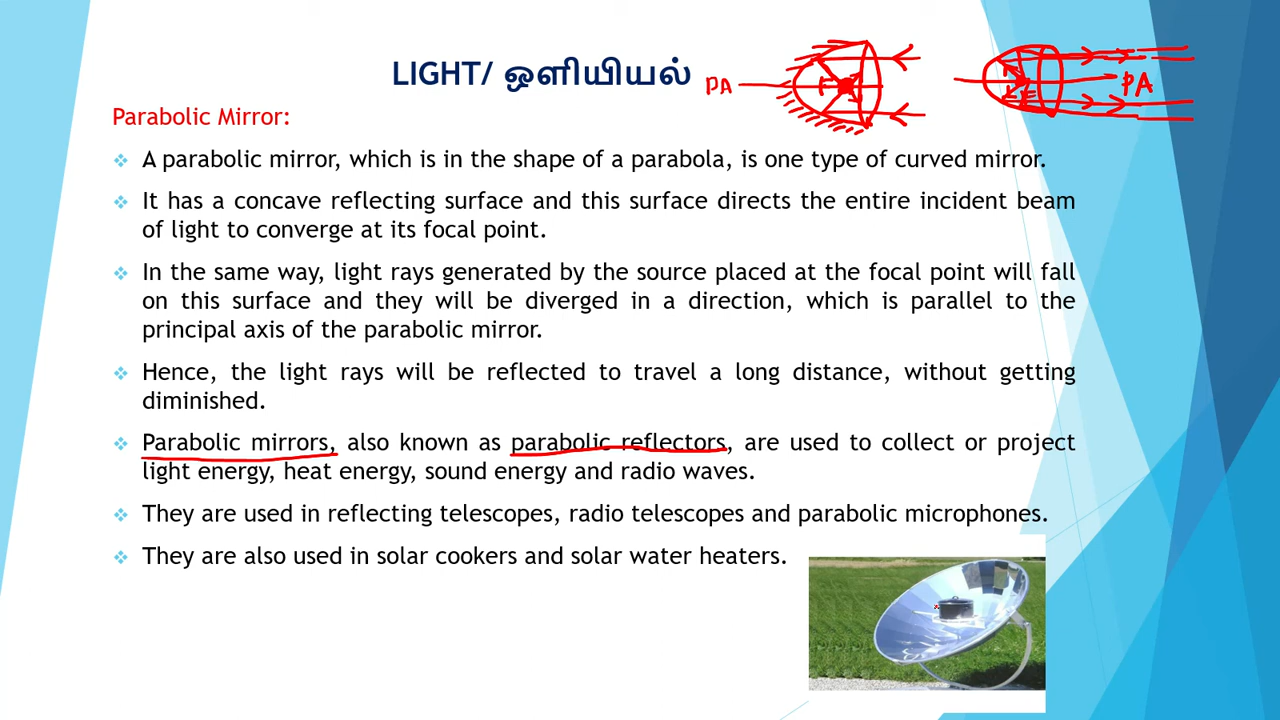 LIGHT/ ஒளியியல்
PA
PA
F
Parabolic Mirror:
A parabolic mirror, which is in the shape of a parabola, is one type of curved mirror.
It has a concave reflecting surface and this surface directs the entire incident beam
of light to converge at its focal point.
In the same way, light rays generated by the source placed at the focal point will fall
on this surface and they will be diverged in a direction, which is parallel to the
principal axis of the parabolic mirror.
Hence, the light rays will be reflected to travel a long distance, without getting
diminished.
Parabolic mirrors, also known as parabolic reflectors, are used to collect or project
light energy, heat energy, sound energy and radio waves.
They are used in reflecting telescopes, radio telescopes and parabolic microphones.
They are also used in solar cookers and solar water heaters.